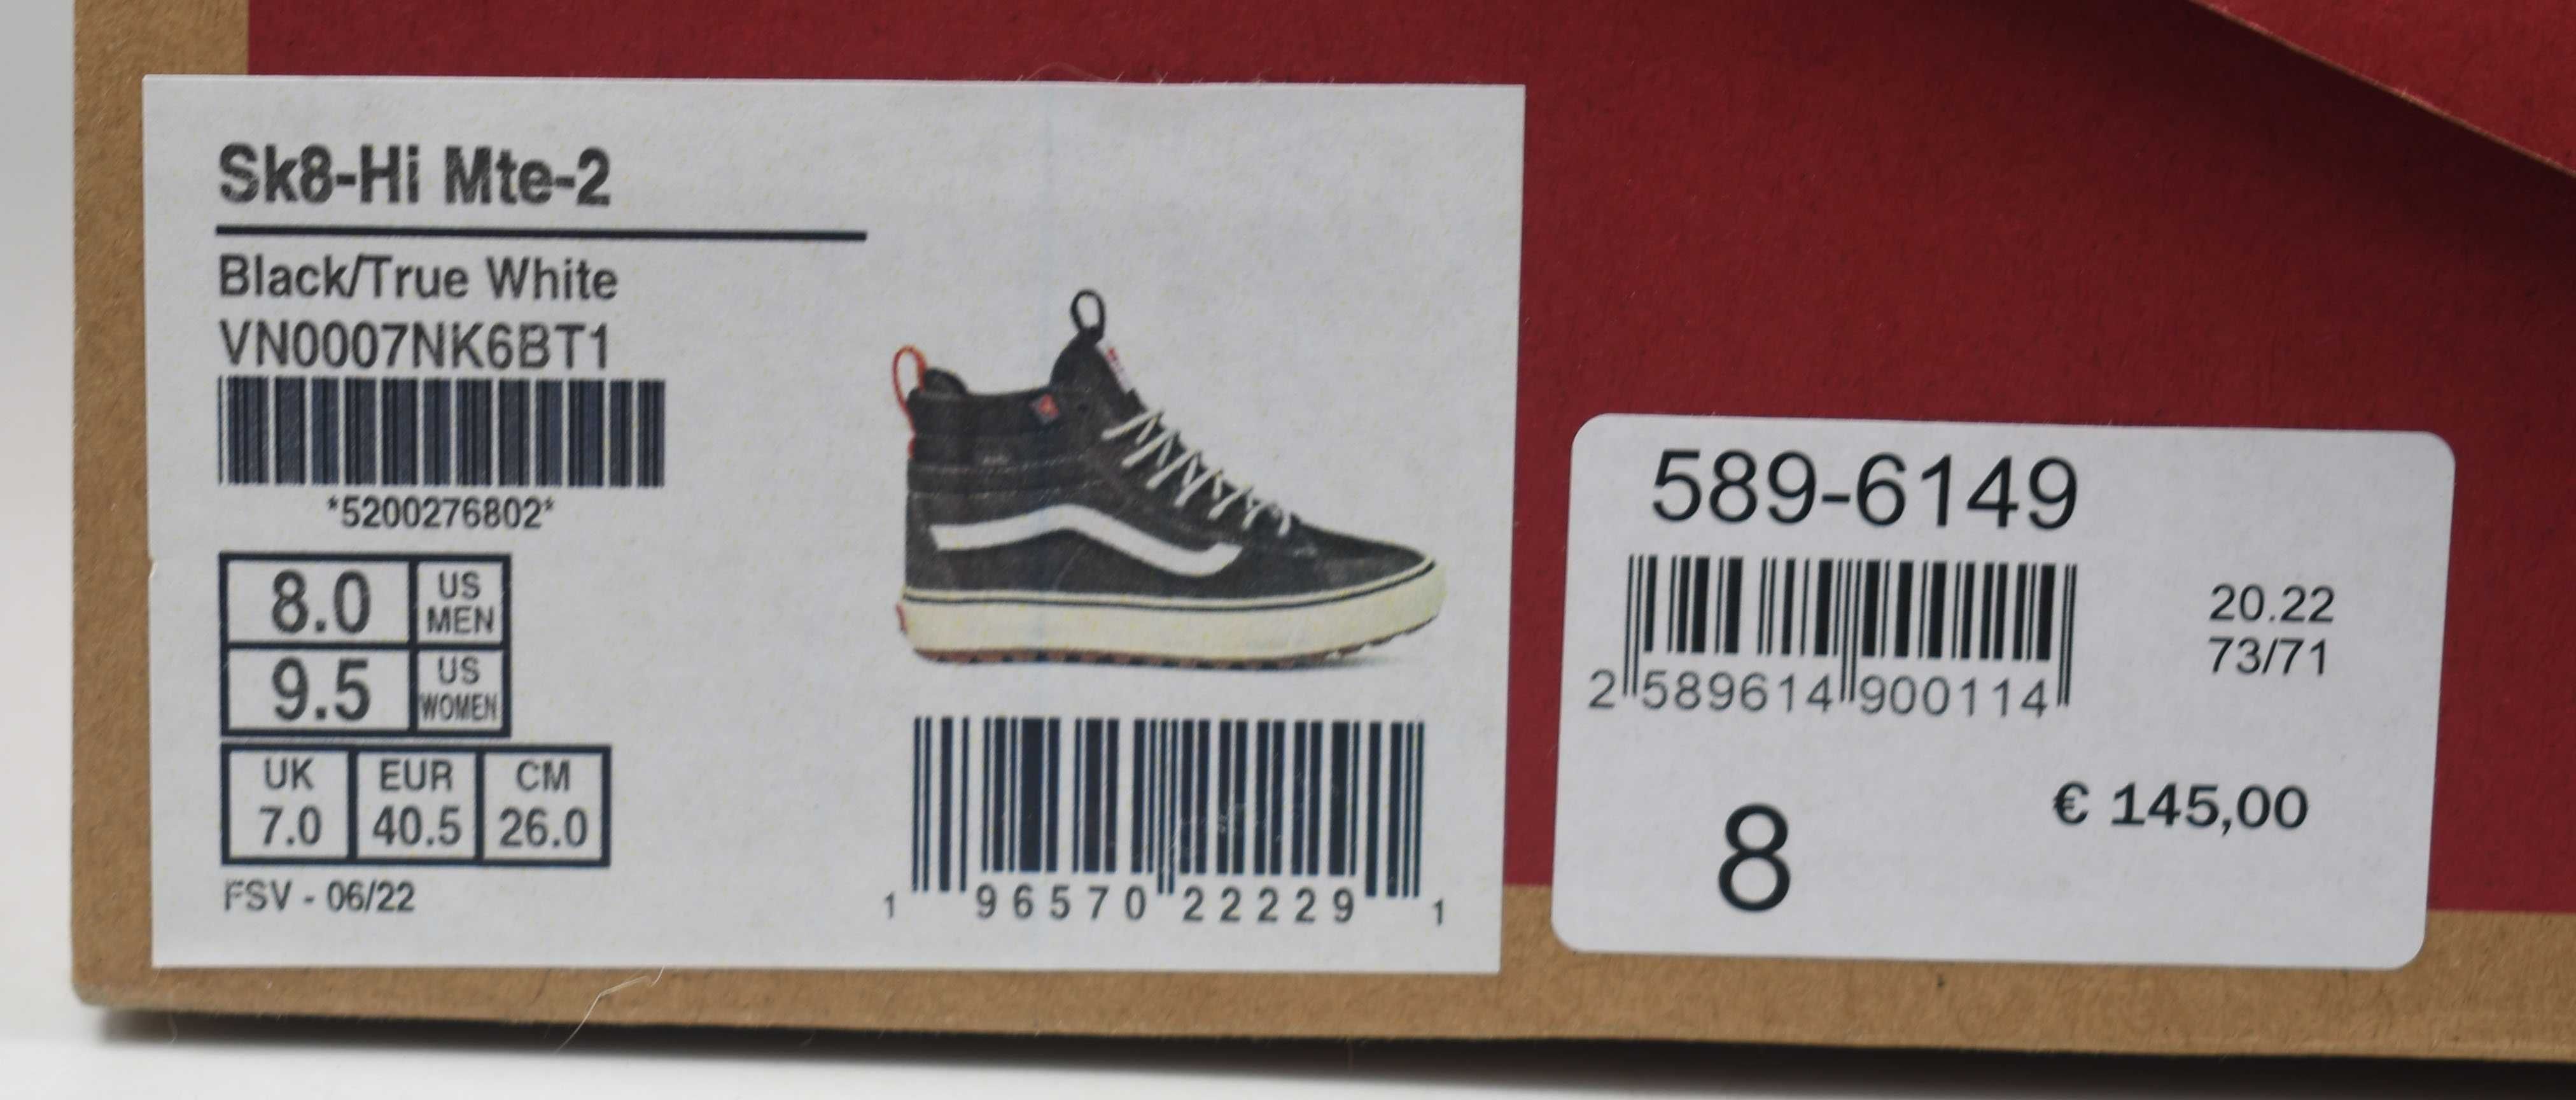 Sk8-Hi Mte-2
Black/True White
VN0007NK6BT1
*5200276802*
8.0 US MEN
9.5 US WOMEN
UK EUR CM
7.0 40.5 26.0
FSV - 06/22
1 96570 22229 1
589-6149
2 589614 900114
20.22
73/71
8
€ 145,00